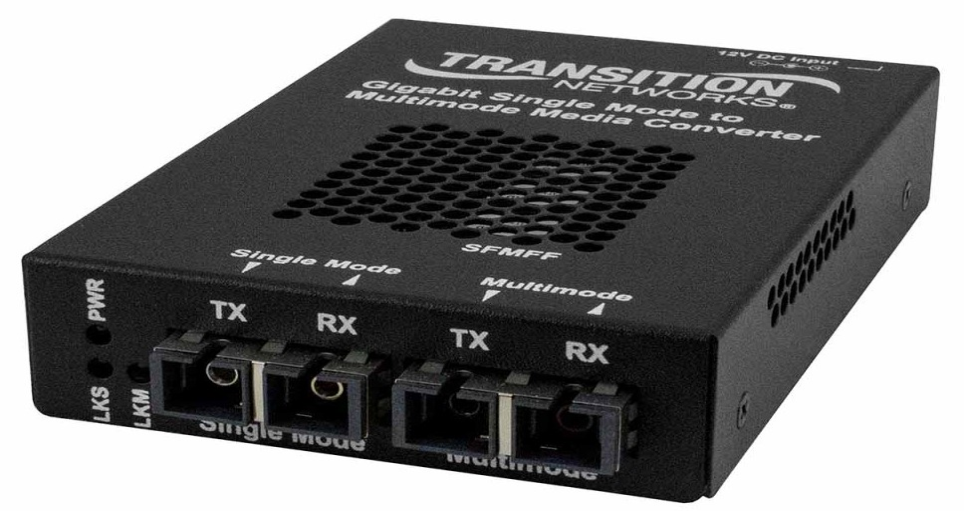 12V DC Input
TRANSITION
NETWORKS®
Gigabit Single Mode to
Multimode Media Converter
SFMFF
Single Mode
Multimode
PWR
TX
RX
TX
RX
LKS
LKM
Single Mode
Multimode